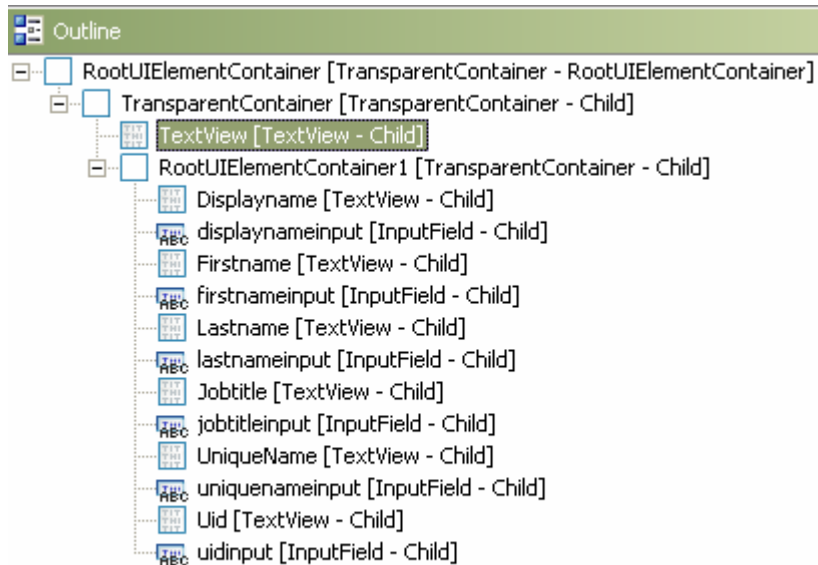 Outline
RootUIElementContainer [TransparentContainer - RootUIElementContainer]
TransparentContainer [TransparentContainer - Child]
TextView [TextView - Child]
RootUIElementContainer1 [TransparentContainer - Child]
Displayname [TextView - Child]
displaynameinput [InputField - Child]
Firstname [TextView - Child]
firstnameinput [InputField - Child]
Lastname [TextView - Child]
lastnameinput [InputField - Child]
Jobtitle [TextView - Child]
jobtitleinput [InputField - Child]
UniqueName [TextView - Child]
uniquenameinput [InputField - Child]
Uid [TextView - Child]
uidinput [InputField - Child]